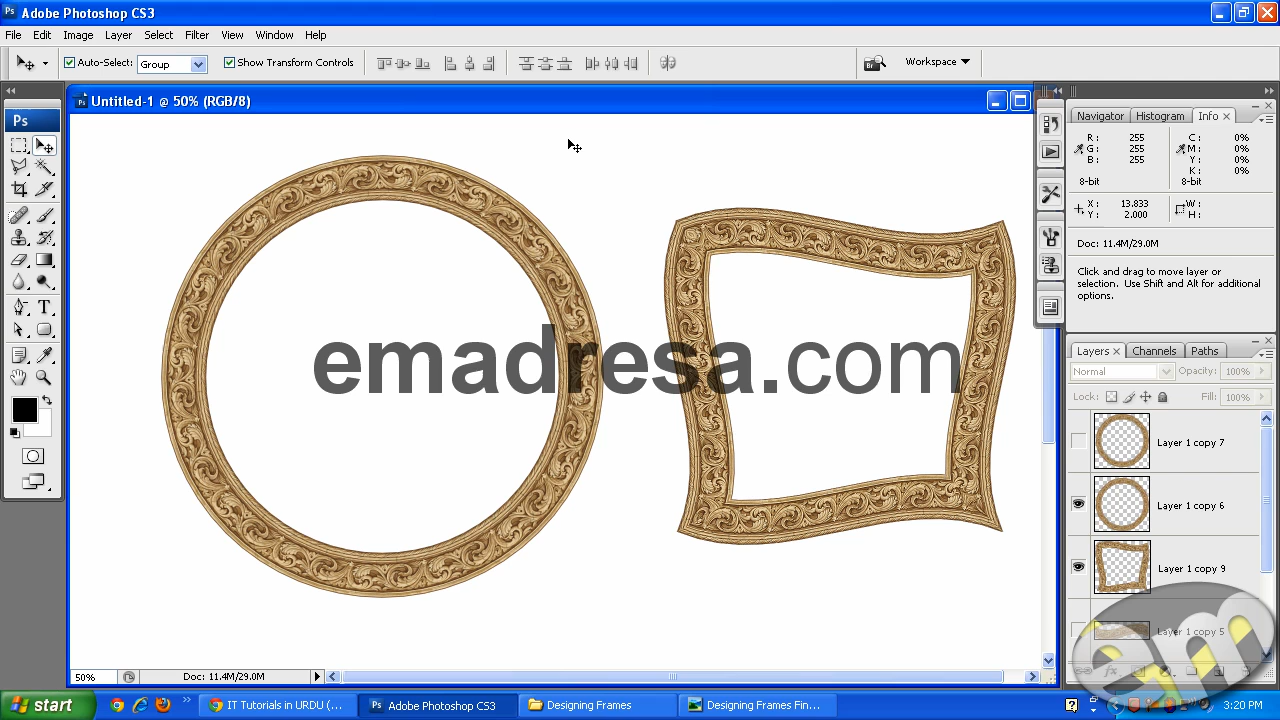 Adobe Photoshop CS3
File Edit Image Layer Select Filter View Window Help
Auto-Select: Group Show Transform Controls Br Workspace
Ps Untitled-1 @ 50% (RGB/8)
Ps
Navigator Histogram Info
R : 255 C : 0%
G : 255 M : 0%
B : 255 Y : 0%
K : 0%
8-bit 8-bit
X : 13.833 W :
Y : 2.000 H :
Doc: 11.4M/29.0M
Click and drag to move layer or
selection. Use Shift and Alt for additional
options.
emadresa.com
Layers Channels Paths
Normal Opacity: 100%
Lock: Fill: 100%
Layer 1 copy 7
Layer 1 copy 6
Layer 1 copy 9
Layer 1 copy 5
em
50% Doc: 11.4M/29.0M
start IT Tutorials in URDU (... Adobe Photoshop CS3 Designing Frames Designing Frames Fin... 3:20 PM